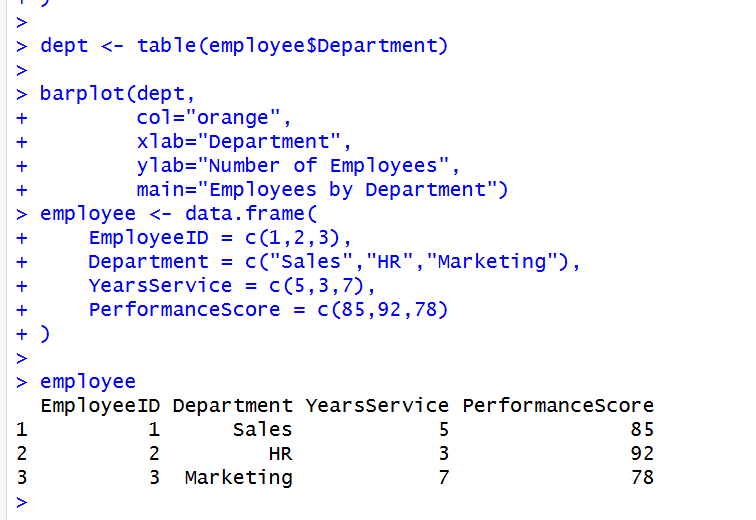 + )
>
> dept <- table(employee$Department)
>
> barplot(dept,
+         col="orange",
+         xlab="Department",
+         ylab="Number of Employees",
+         main="Employees by Department")
> employee <- data.frame(
+     EmployeeID = c(1,2,3),
+     Department = c("Sales","HR","Marketing"),
+     YearsService = c(5,3,7),
+     PerformanceScore = c(85,92,78)
+ )
>
> employee
  EmployeeID Department YearsService PerformanceScore
1          1      Sales            5               85
2          2         HR            3               92
3          3  Marketing            7               78
>